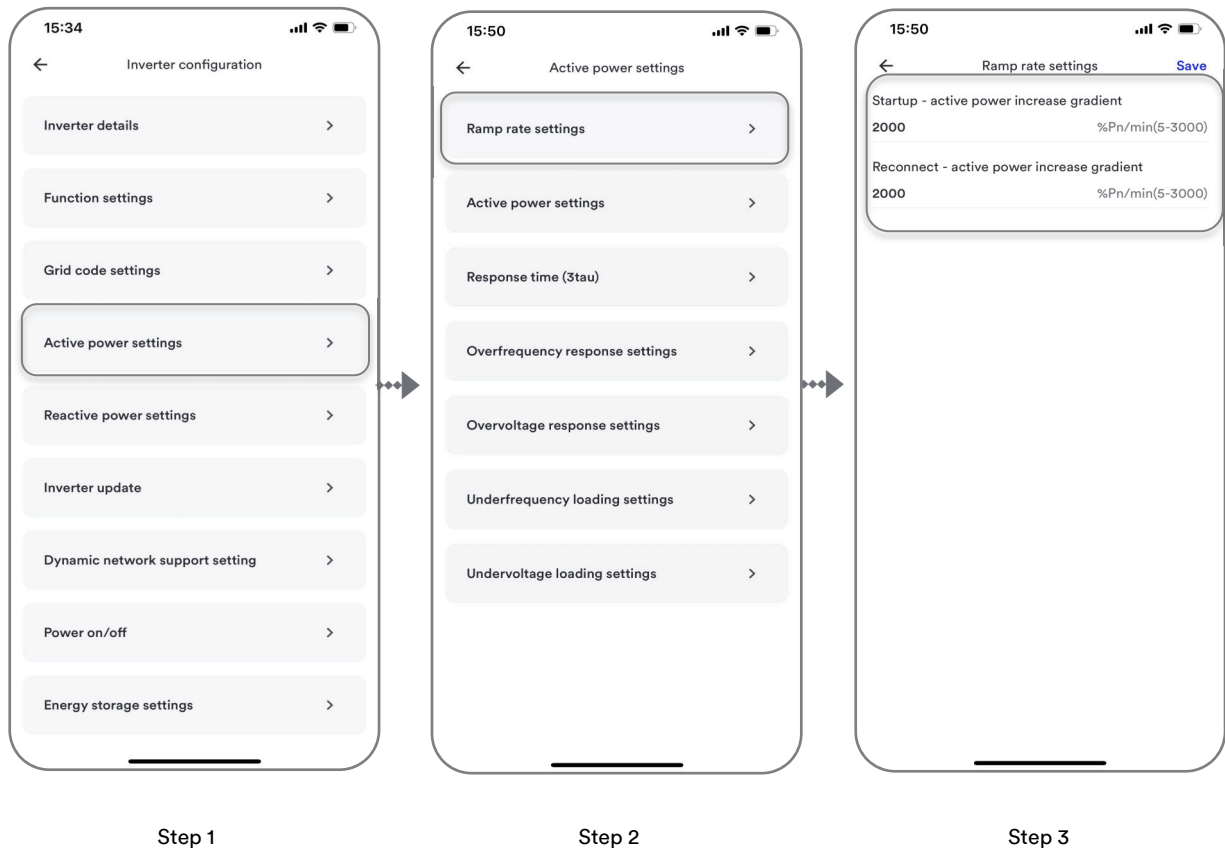 15:34
Inverter configuration
Inverter details
Function settings
Grid code settings
Active power settings
Reactive power settings
Inverter update
Dynamic network support setting
Power on/off
Energy storage settings
Step 1
15:50
Active power settings
Ramp rate settings
Active power settings
Response time (3tau)
Overfrequency response settings
Overvoltage response settings
Underfrequency loading settings
Undervoltage loading settings
Step 2
15:50
Ramp rate settings Save
Startup - active power increase gradient
2000 %Pn/min(5-3000)
Reconnect - active power increase gradient
2000 %Pn/min(5-3000)
Step 3